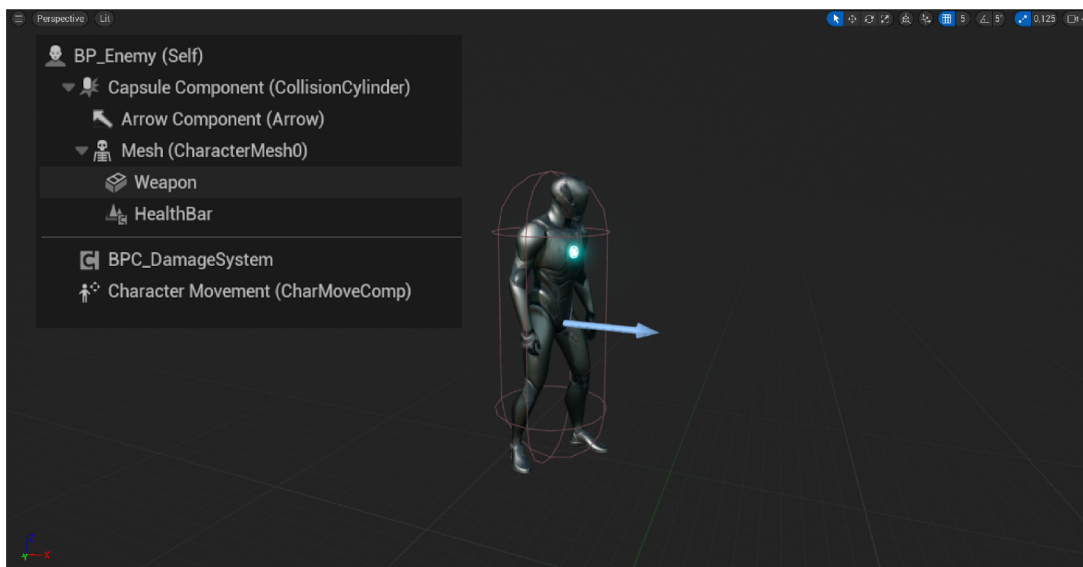 Perspective Lit 5 5° 0,125
BP_Enemy (Self)
Capsule Component (CollisionCylinder)
Arrow Component (Arrow)
Mesh (CharacterMesh0)
Weapon
HealthBar
BPC_DamageSystem
Character Movement (CharMoveComp)
Z
Y X